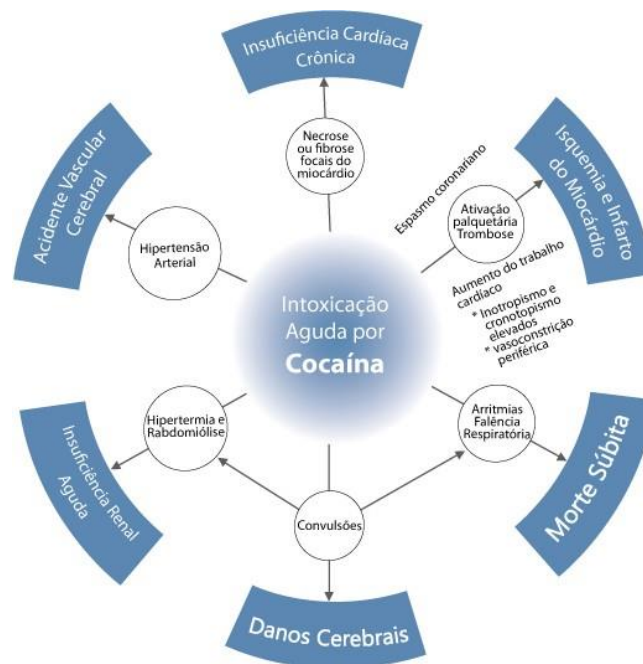 Insuficiência Cardíaca
Crônica
Necrose
ou fibrose
focais do
miocárdio
Espasmo coronariano
Isquemia e Infarto
do Miocárdio
Ativação
palquetária
Trombose
Aumento do trabalho
cardíaco
* Inotropismo e
cronotopismo
elevados
* vasoconstrição
periférica
Acidente Vascular
Cerebral
Hipertensão
Arterial
Intoxicação
Aguda por
Cocaína
Hipertermia e
Rabdomiólise
Insuficiência Renal
Aguda
Arritmias
Falência
Respiratória
Morte Súbita
Convulsões
Danos Cerebrais